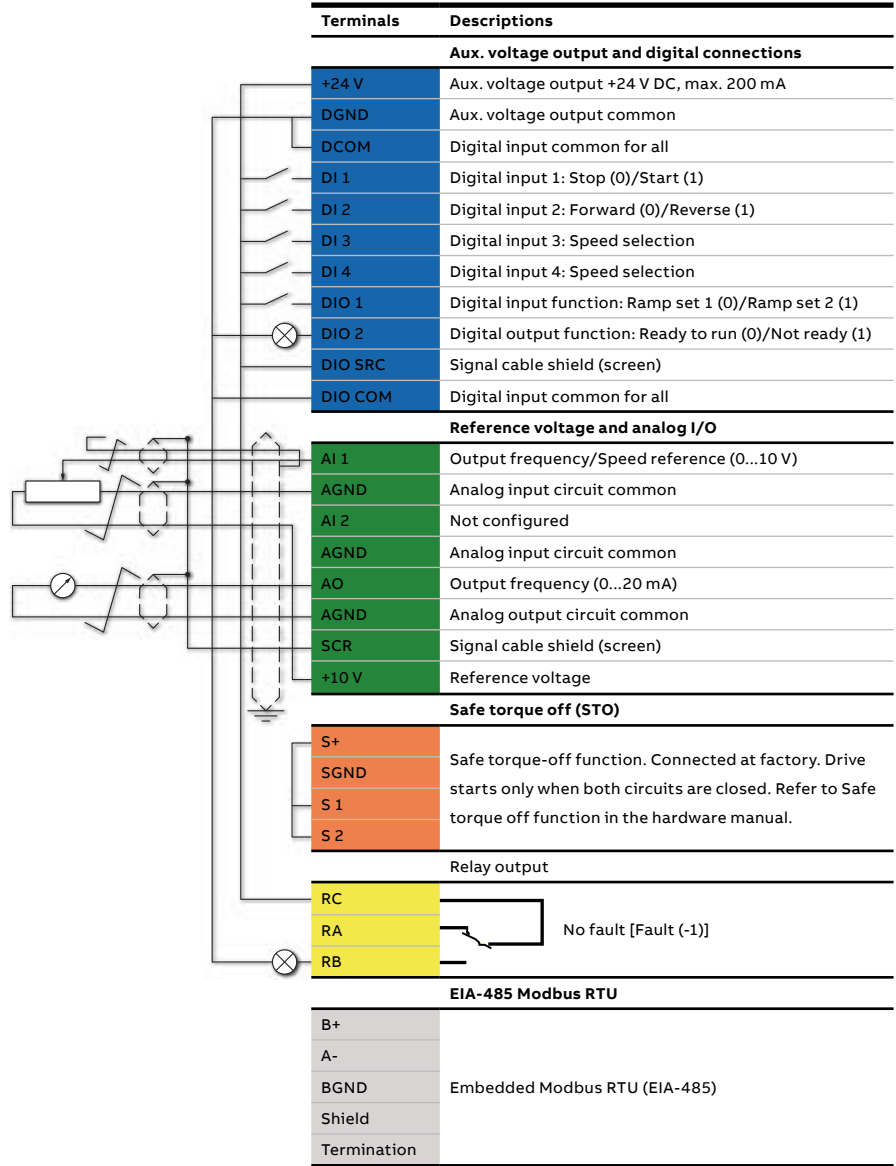 Terminals Descriptions
Aux. voltage output and digital connections
+24 V Aux. voltage output +24 V DC, max. 200 mA
DGND Aux. voltage output common
DCOM Digital input common for all
DI 1 Digital input 1: Stop (0)/Start (1)
DI 2 Digital input 2: Forward (0)/Reverse (1)
DI 3 Digital input 3: Speed selection
DI 4 Digital input 4: Speed selection
DIO 1 Digital input function: Ramp set 1 (0)/Ramp set 2 (1)
DIO 2 Digital output function: Ready to run (0)/Not ready (1)
DIO SRC Signal cable shield (screen)
DIO COM Digital input common for all
Reference voltage and analog I/O
AI 1 Output frequency/Speed reference (0...10 V)
AGND Analog input circuit common
AI 2 Not configured
AGND Analog input circuit common
AO Output frequency (0...20 mA)
AGND Analog output circuit common
SCR Signal cable shield (screen)
+10 V Reference voltage
Safe torque off (STO)
S+
SGND
S 1
S 2
Safe torque-off function. Connected at factory. Drive
starts only when both circuits are closed. Refer to Safe
torque off function in the hardware manual.
Relay output
RC
RA No fault [Fault (-1)]
RB
EIA-485 Modbus RTU
B+
A-
BGND Embedded Modbus RTU (EIA-485)
Shield
Termination